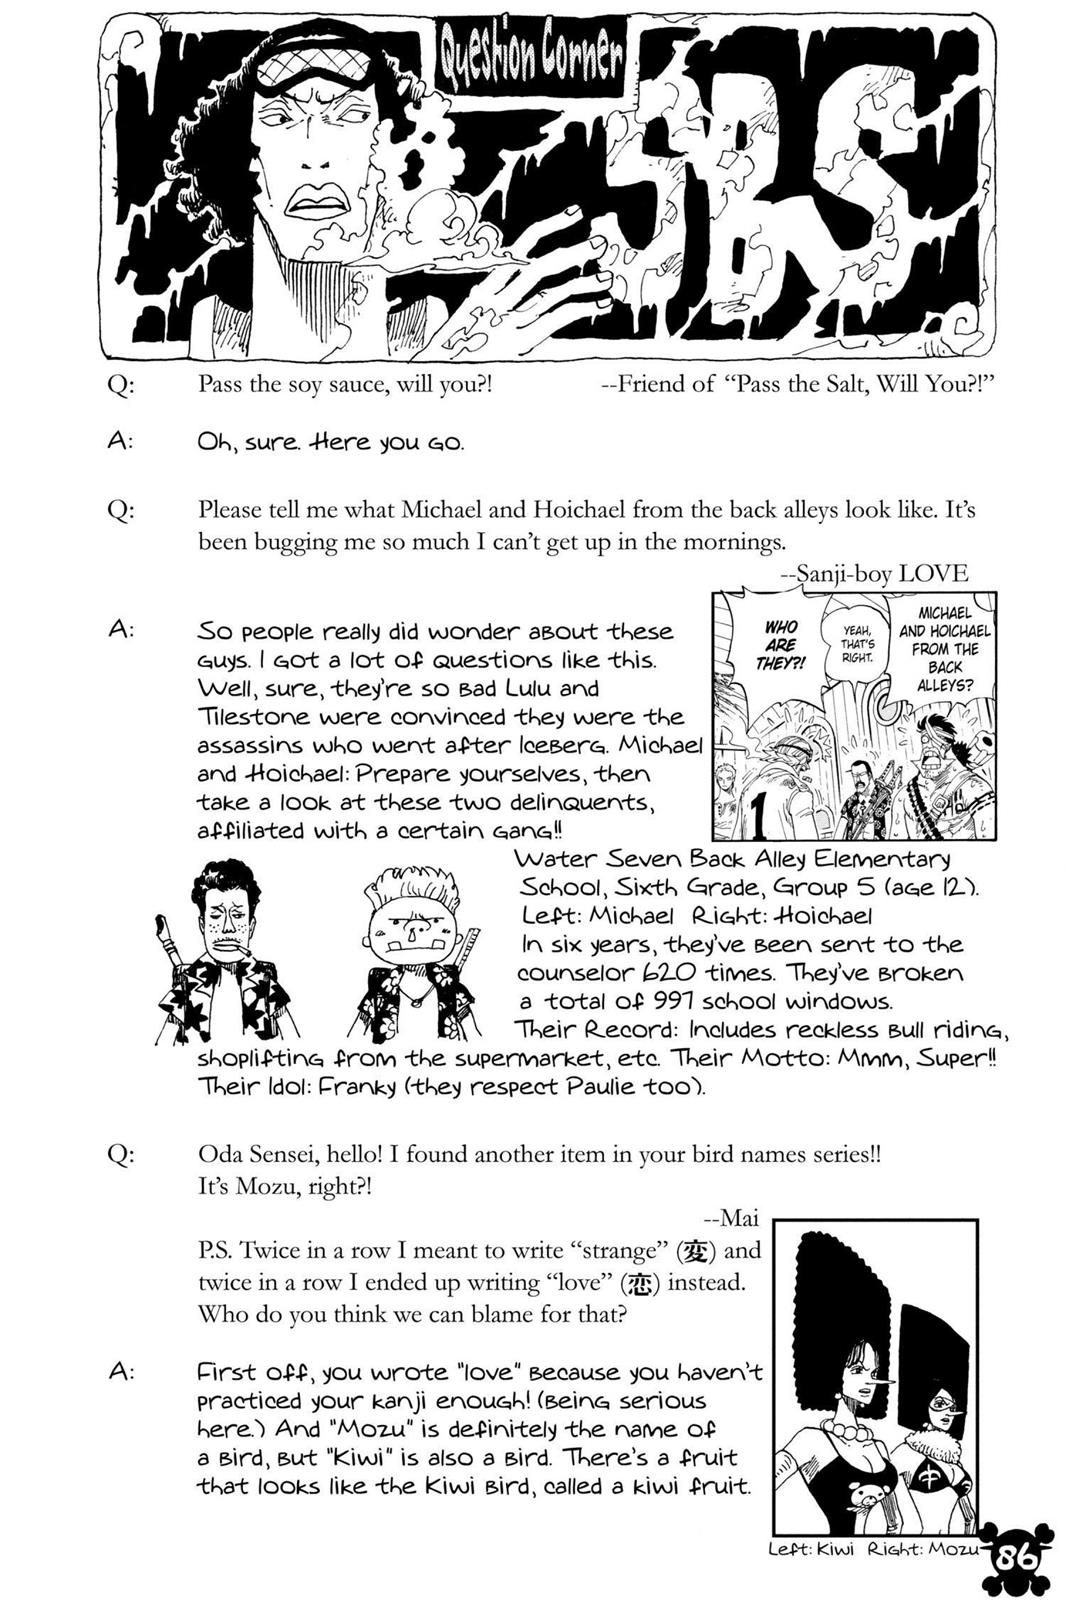 Question Corner
SBS
Q: Pass the soy sauce, will you?! --Friend of “Pass the Salt, Will You?!”
A: Oh, sure. Here you go.
Q: Please tell me what Michael and Hoichael from the back alleys look like. It’s
been bugging me so much I can’t get up in the mornings.
--Sanji-boy LOVE
A: So people really did wonder about these
guys. I got a lot of questions like this.
Well, sure, they're so bad Lulu and
Tilestone were convinced they were the
assassins who went after Iceberg. Michael
and Hoichael: Prepare yourselves, then
take a look at these two delinquents,
affiliated with a certain gang!!
MICHAEL
AND HOICHAEL
FROM THE
BACK
ALLEYS?
YEAH,
THAT'S
RIGHT.
WHO
ARE
THEY?!
1
Water Seven Back Alley Elementary
School, Sixth Grade, Group 5 (age 12).
Left: Michael Right: Hoichael
In six years, they've been sent to the
counselor 620 times. They've broken
a total of 997 school windows.
Their Record: Includes reckless bull riding,
shoplifting from the supermarket, etc. Their Motto: Mmm, Super!!
Their Idol: Franky (they respect Paulie too).
Q: Oda Sensei, hello! I found another item in your bird names series!!
It’s Mozu, right?!
--Mai
P.S. Twice in a row I meant to write “strange” (変) and
twice in a row I ended up writing “love” (恋) instead.
Who do you think we can blame for that?
A: First off, you wrote "love" because you haven't
practiced your kanji enough! (Being serious
here.) And "Mozu" is definitely the name of
a bird, but "Kiwi" is also a bird. There's a fruit
that looks like the Kiwi bird, called a kiwi fruit.
Left: Kiwi Right: Mozu
86